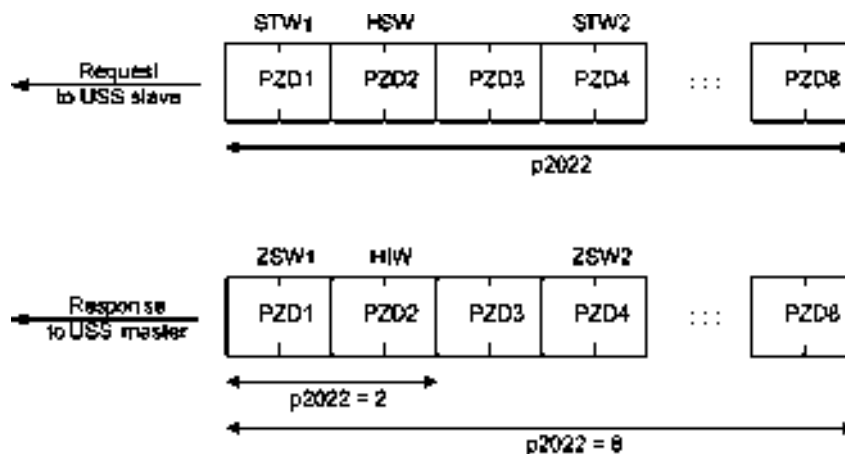 STW1 HSW STW2
Request
to USS slave
PZD1 PZD2 PZD3 PZD4 : : : PZD8
p2022
ZSW1 HIW ZSW2
Response
to USS master
PZD1 PZD2 PZD3 PZD4 : : : PZD8
p2022 = 2
p2022 = 8